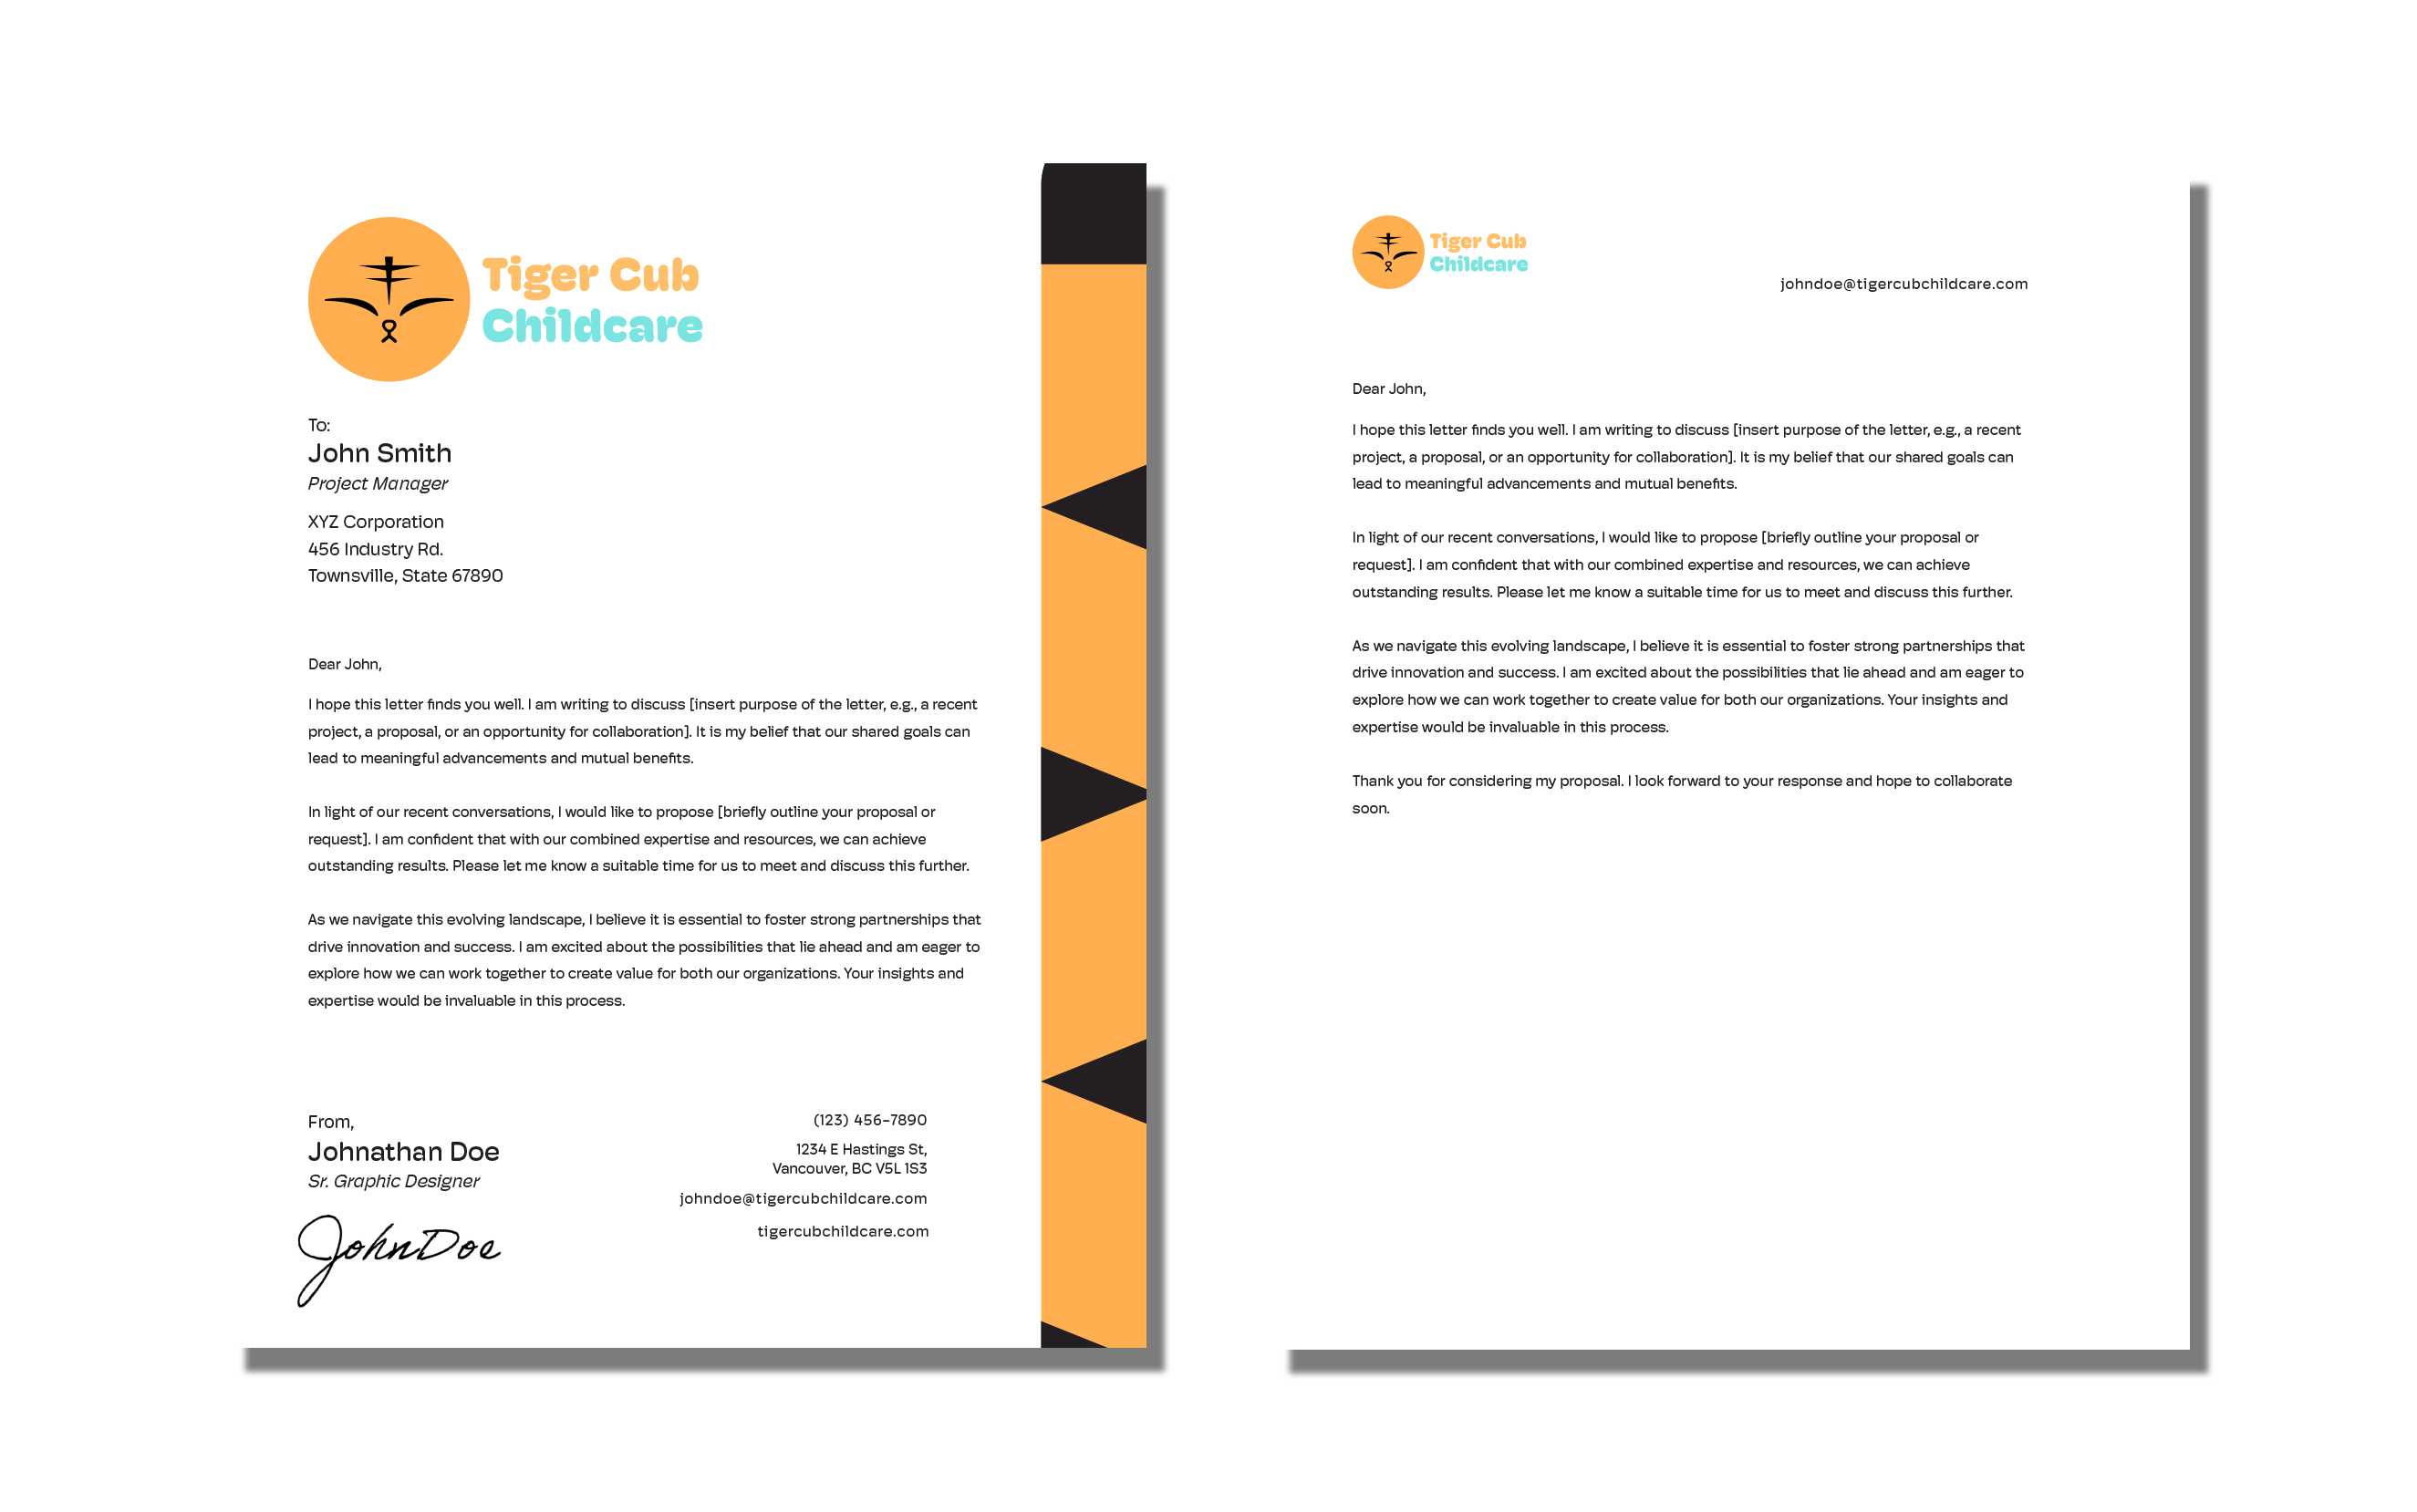 Tiger Cub
Childcare
To:
John Smith
Project Manager
XYZ Corporation
456 Industry Rd.
Townsville, State 67890
Dear John,
I hope this letter finds you well. I am writing to discuss [insert purpose of the letter, e.g., a recent
project, a proposal, or an opportunity for collaboration]. It is my belief that our shared goals can
lead to meaningful advancements and mutual benefits.
In light of our recent conversations, I would like to propose [briefly outline your proposal or
request]. I am confident that with our combined expertise and resources, we can achieve
outstanding results. Please let me know a suitable time for us to meet and discuss this further.
As we navigate this evolving landscape, I believe it is essential to foster strong partnerships that
drive innovation and success. I am excited about the possibilities that lie ahead and am eager to
explore how we can work together to create value for both our organizations. Your insights and
expertise would be invaluable in this process.
From,
Johnathan Doe
Sr. Graphic Designer
John Doe
(123) 456-7890
1234 E Hastings St,
Vancouver, BC V5L 1S3
johndoe@tigercubchildcare.com
tigercubchildcare.com
Tiger Cub
Childcare
johndoe@tigercubchildcare.com
Dear John,
I hope this letter finds you well. I am writing to discuss [insert purpose of the letter, e.g., a recent
project, a proposal, or an opportunity for collaboration]. It is my belief that our shared goals can
lead to meaningful advancements and mutual benefits.
In light of our recent conversations, I would like to propose [briefly outline your proposal or
request]. I am confident that with our combined expertise and resources, we can achieve
outstanding results. Please let me know a suitable time for us to meet and discuss this further.
As we navigate this evolving landscape, I believe it is essential to foster strong partnerships that
drive innovation and success. I am excited about the possibilities that lie ahead and am eager to
explore how we can work together to create value for both our organizations. Your insights and
expertise would be invaluable in this process.
Thank you for considering my proposal. I look forward to your response and hope to collaborate
soon.